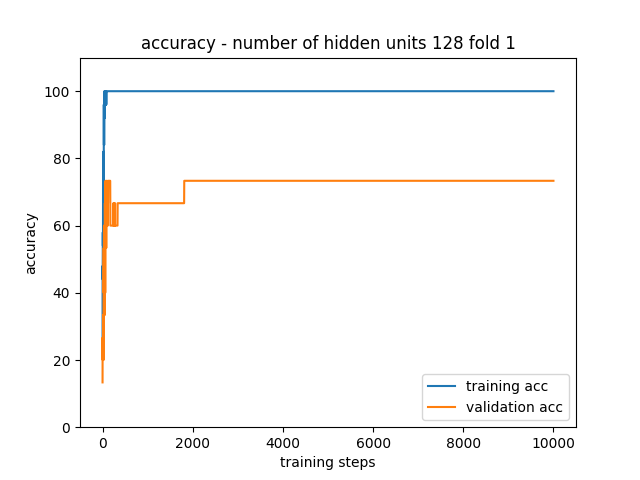 accuracy - number of hidden units 128 fold 1
100
80
60
40
20
0
accuracy
0 2000 4000 6000 8000 10000
training steps
training acc
validation acc